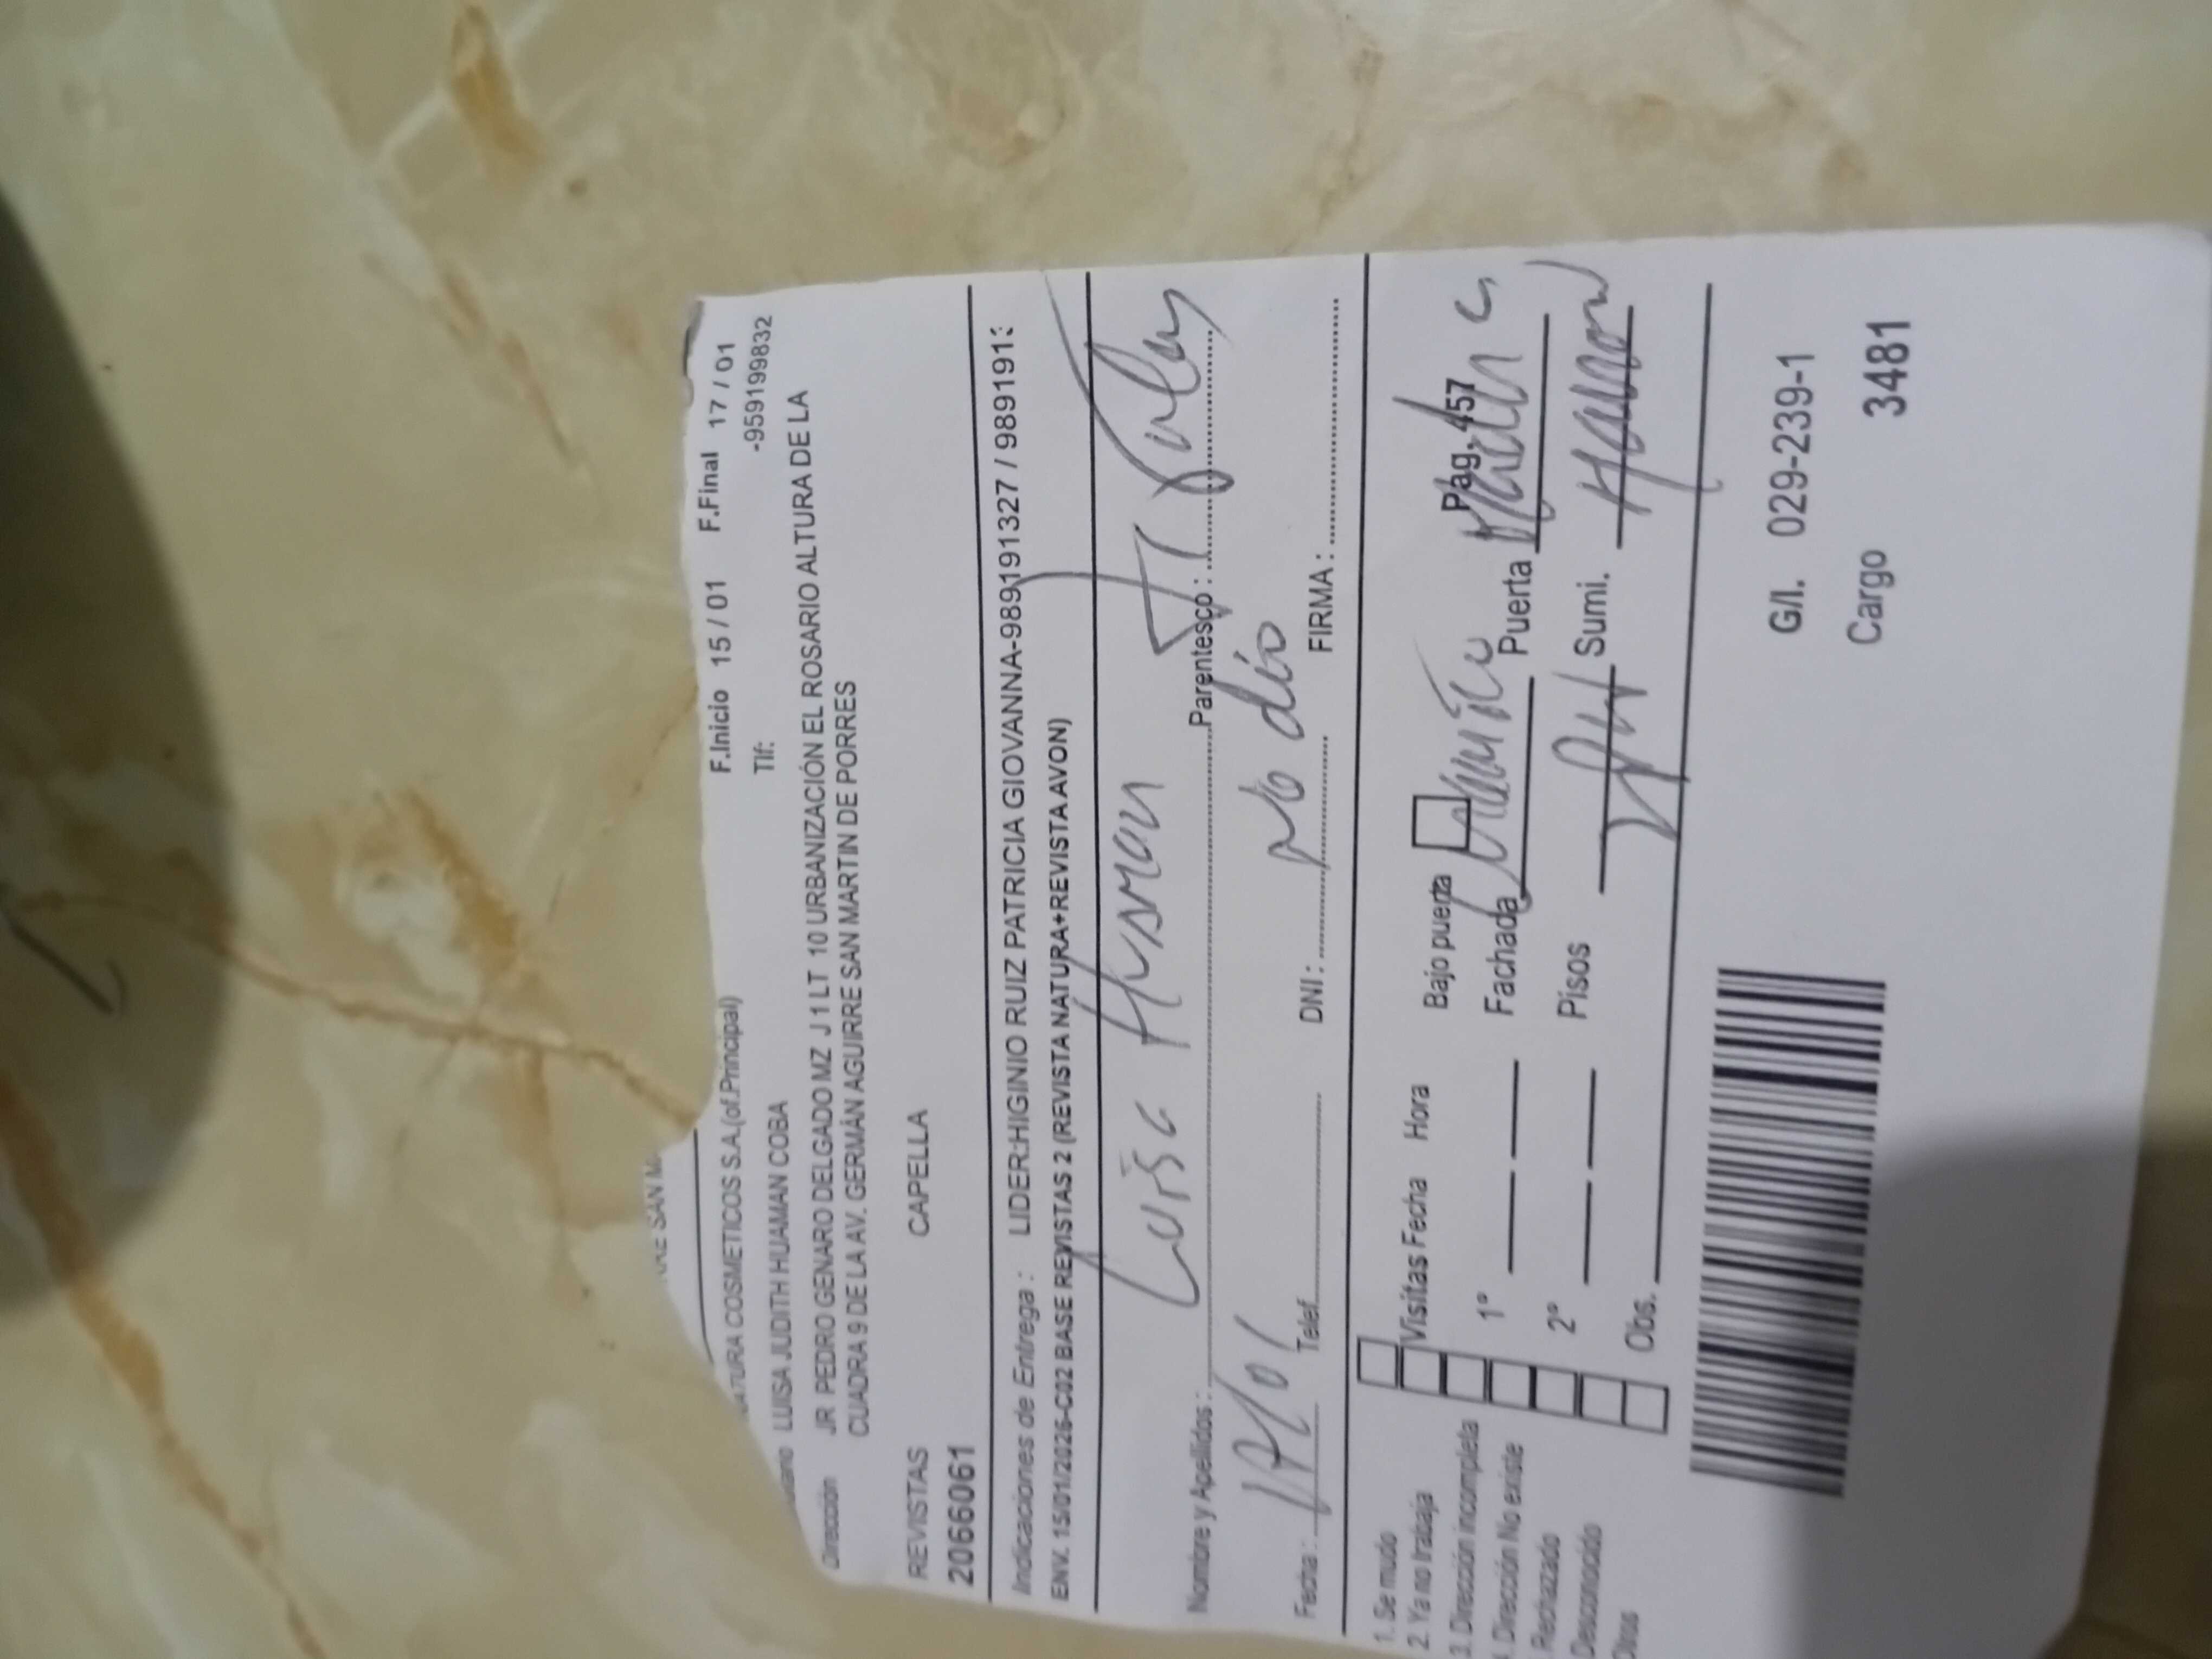 NATURA COSMETICOS S.A.(of.Principal) F.Inicio 15 / 01 F.Final 17 / 01
LUISA JUDITH HUAMAN COBA Tlf: -959199832
Dirección JR PEDRO GENARO DELGADO MZ J 1 LT 10 URBANIZACIÓN EL ROSARIO ALTURA DE LA
CUADRA 9 DE LA AV. GERMÁN AGUIRRE SAN MARTIN DE PORRES
REVISTAS CAPELLA
20666061
Indicaciones de Entrega : LIDER:HIGINIO RUIZ PATRICIA GIOVANNA-989191327 / 9891913
ENV. 15/01/2026-C02 BASE REVISTAS 2 (REVISTA NATURA+REVISTA AVON)
Nombre y Apellidos : Luisa Husman Parentesco :
Fecha : Telef. DNI : No dio FIRMA :
1. Se mudo
2. Ya no trabaja Visitas Fecha Hora Bajo puerta Pag. 457
3. Dirección incompleta 1° Fachada Puerta
. Dirección No existe 2° Pisos Sumi.
Rechazado Obs.
Desconocido
Otros
G/I. 029-239-1
Cargo 3481